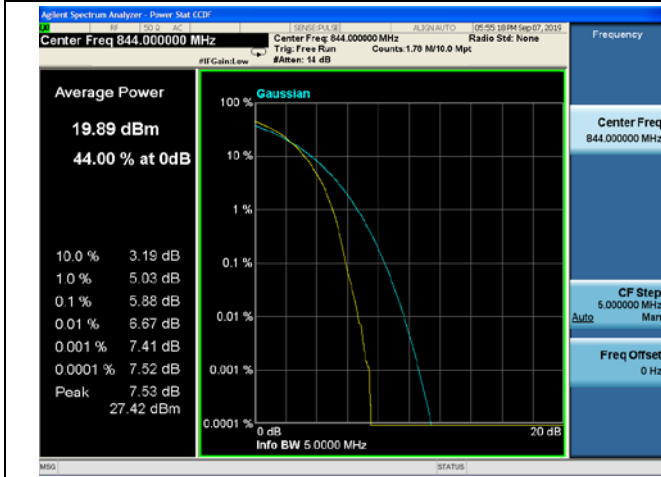 Agilent Spectrum Analyzer - Power Stat CCDF
RF 50 Ω AC SENSE:PULSE ALIGN AUTO 05:55:18 PM Sep 07, 2019
Center Freq 844.000000 MHz
Center Freq: 844.000000 MHz Radio Std: None
Trig: Free Run Counts:1.78 M/10.0 Mpt
#IFGain:Low #Atten: 14 dB
Frequency
Average Power
19.89 dBm
44.00 % at 0dB
10.0 % 3.19 dB
1.0 % 5.03 dB
0.1 % 5.88 dB
0.01 % 6.67 dB
0.001 % 7.41 dB
0.0001 % 7.52 dB
Peak 7.53 dB
27.42 dBm
Gaussian
100 %
10 %
1 %
0.1 %
0.01 %
0.001 %
0.0001 %
0 dB 20 dB
Info BW 5.0000 MHz
Center Freq
844.000000 MHz
CF Step
5.000000 MHz
Auto Man
Freq Offset
0 Hz
MSG STATUS